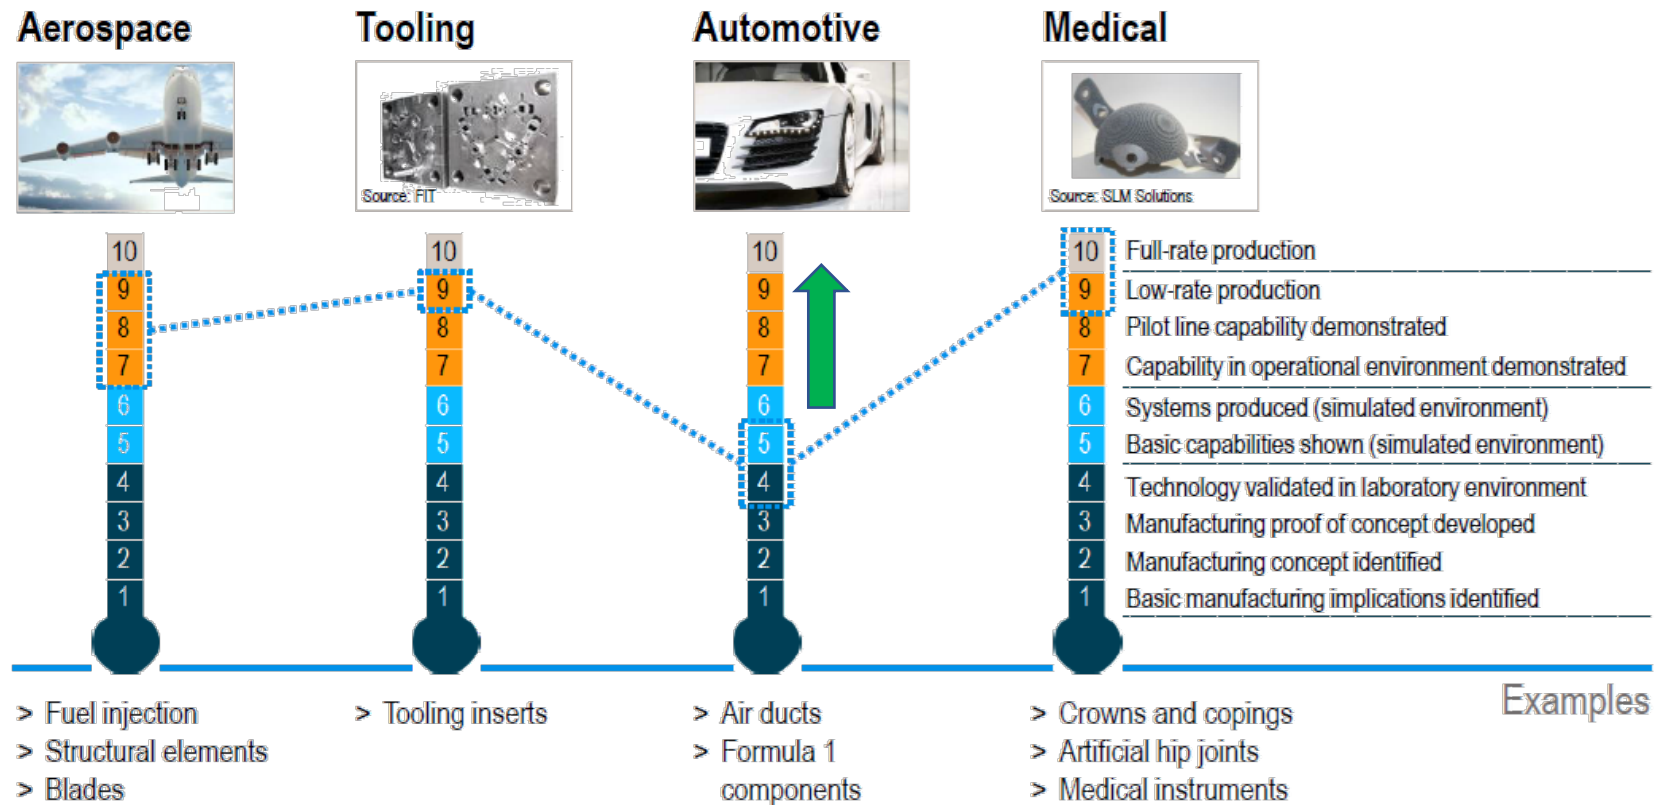 Aerospace
Tooling
Automotive
Medical
Source: FIT
Source: SLM Solutions
10
9
8
7
6
5
4
3
2
1
10
9
8
7
6
5
4
3
2
1
10
9
8
7
6
5
4
3
2
1
10 Full-rate production
9 Low-rate production
8 Pilot line capability demonstrated
7 Capability in operational environment demonstrated
6 Systems produced (simulated environment)
5 Basic capabilities shown (simulated environment)
4 Technology validated in laboratory environment
3 Manufacturing proof of concept developed
2 Manufacturing concept identified
1 Basic manufacturing implications identified
Examples
> Fuel injection
> Structural elements
> Blades
> Tooling inserts
> Air ducts
> Formula 1
components
> Crowns and copings
> Artificial hip joints
> Medical instruments